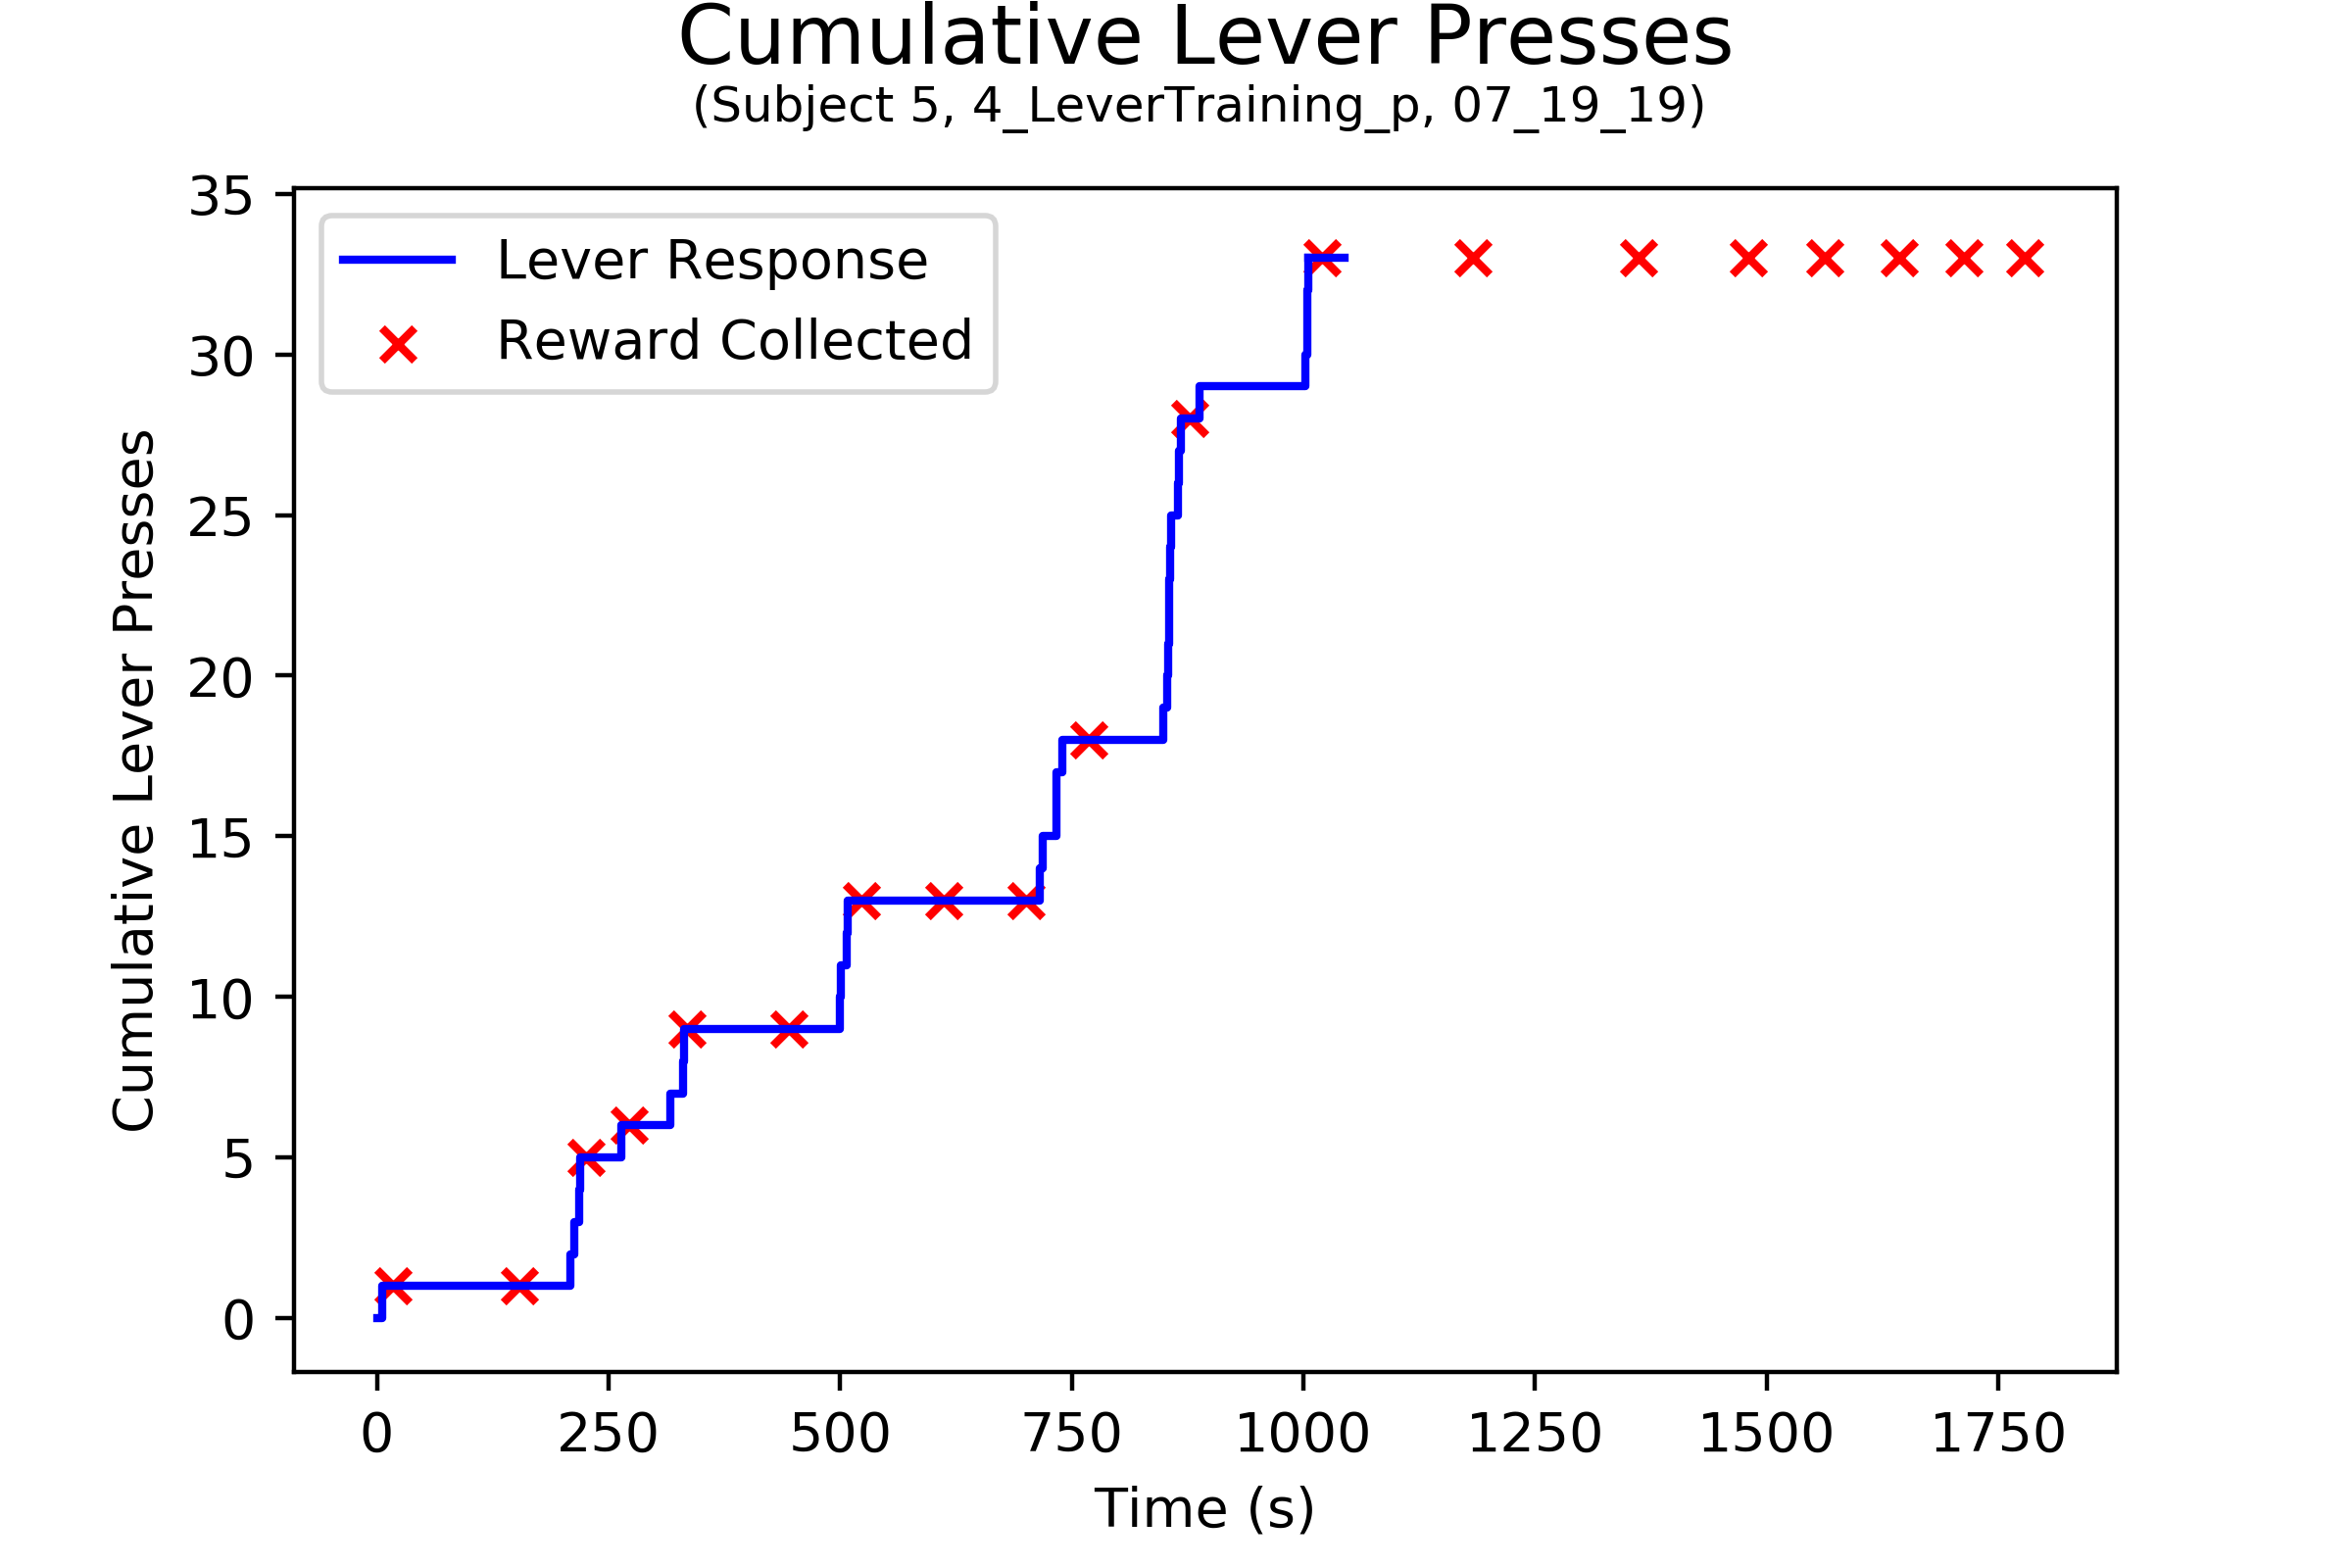 Cumulative Lever Presses
(Subject 5, 4_LeverTraining_p, 07_19_19)
Lever Response
Reward Collected
Cumulative Lever Presses
35
30
25
20
15
10
5
0
0 250 500 750 1000 1250 1500 1750
Time (s)